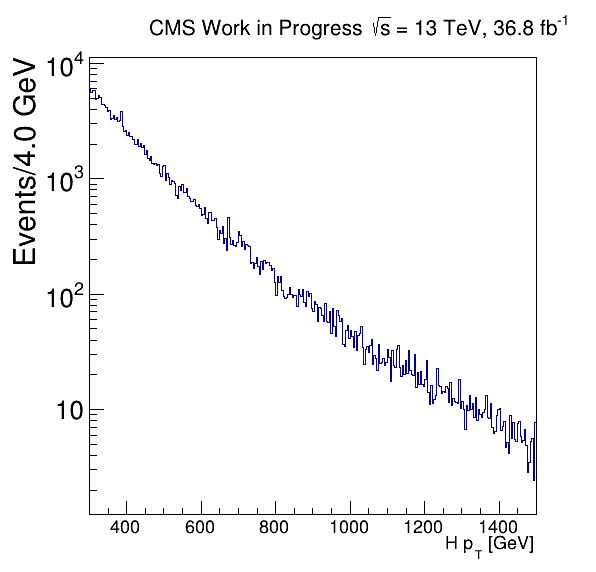 CMS Work in Progress √s = 13 TeV, 36.8 fb⁻¹
Events/4.0 GeV
10⁴
10³
10²
10
400 600 800 1000 1200 1400
H p_T [GeV]